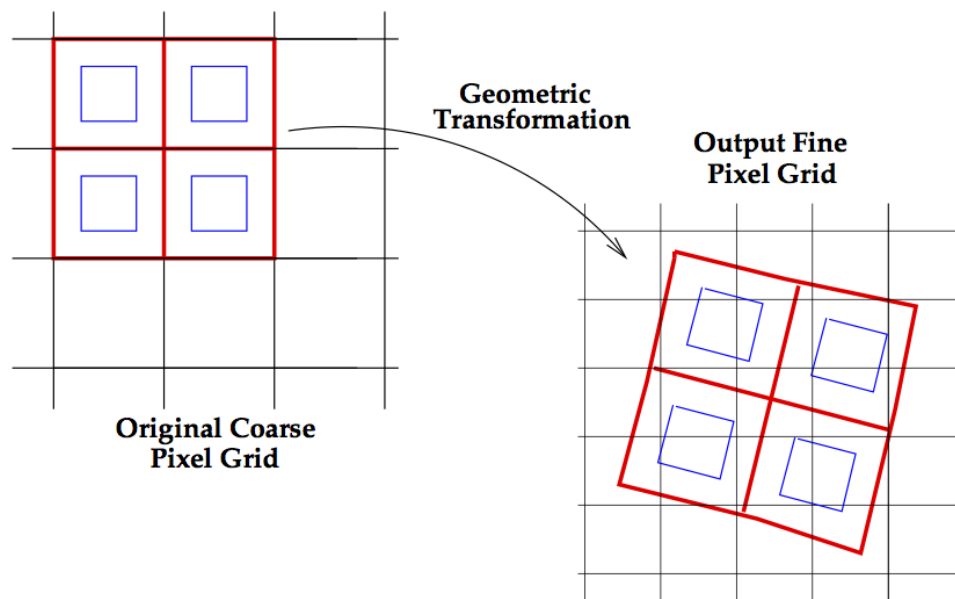 Geometric
Transformation
Output Fine
Pixel Grid
Original Coarse
Pixel Grid